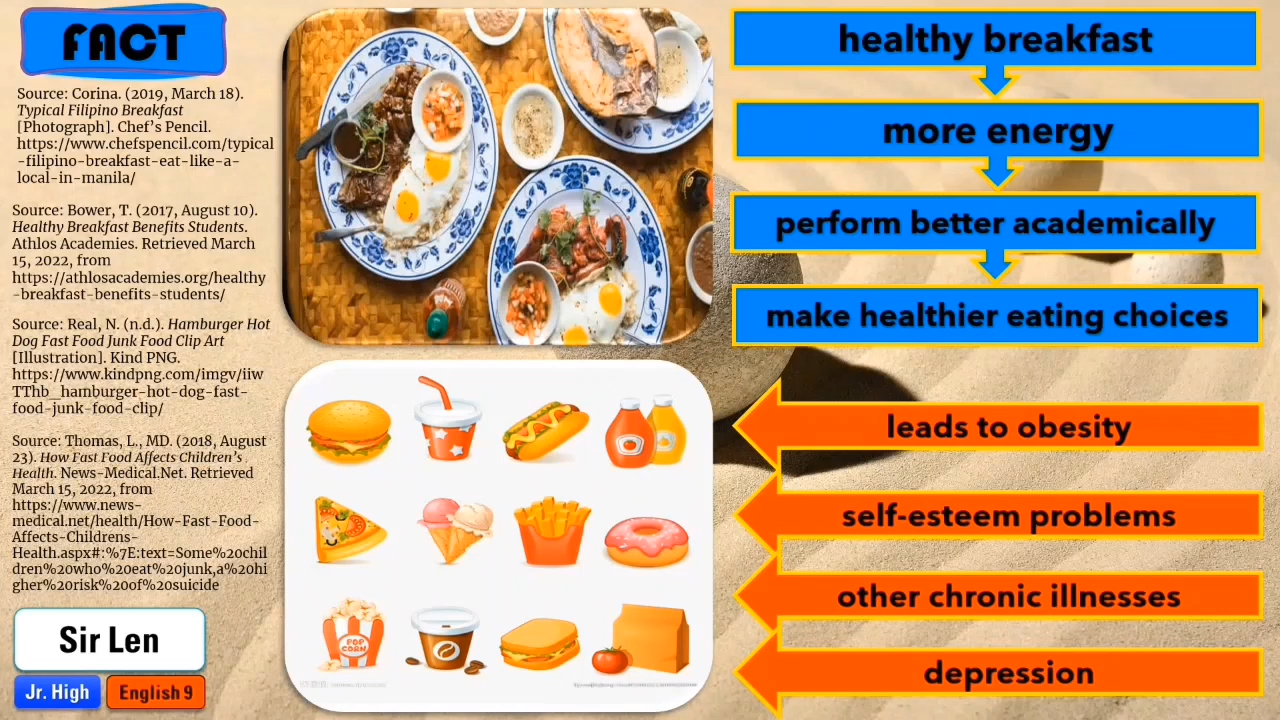 FACT
Source: Corina. (2019, March 18).
Typical Filipino Breakfast
[Photograph]. Chef's Pencil.
https://www.chefspencil.com/typical
-filipino-breakfast-eat-like-a-
local-in-manila/
Source: Bower, T. (2017, August 10).
Healthy Breakfast Benefits Students.
Athlos Academies. Retrieved March
15, 2022, from
https://athlosacademies.org/healthy
-breakfast-benefits-students/
Source: Real, N. (n.d.). Hamburger Hot
Dog Fast Food Junk Food Clip Art
[Illustration]. Kind PNG.
https://www.kindpng.com/imgv/iiw
TThb_hamburger-hot-dog-fast-
food-junk-food-clip/
Source: Thomas, L., MD. (2018, August
23). How Fast Food Affects Children's
Health. News-Medical.Net. Retrieved
March 15, 2022, from
https://www.news-
medical.net/health/How-Fast-Food-
Affects-Childrens-
Health.aspx#:%7E:text=Some%20chil
dren%20who%20eat%20junk,a%20hi
gher%20risk%20of%20suicide
Sir Len
Jr. High
English 9
POP
CORN
healthy breakfast
more energy
perform better academically
make healthier eating choices
leads to obesity
self-esteem problems
other chronic illnesses
depression